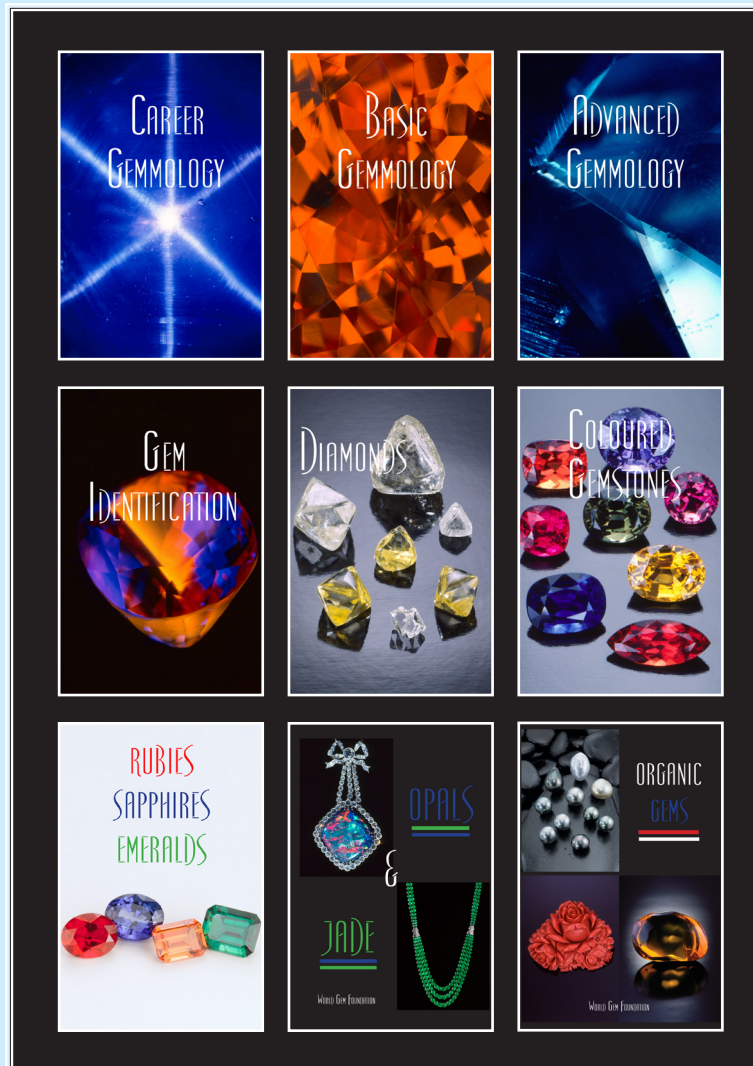 CAREER
GEMMOLOGY
BASIC
GEMMOLOGY
ADVANCED
GEMMOLOGY
GEM
IDENTIFICATION
DIAMONDS
COLOURED
GEMSTONES
RUBIES
SAPPHIRES
EMERALDS
OPALS
&
JADE
WORLD GEM FOUNDATION
ORGANIC
GEMS
WORLD GEM FOUNDATION